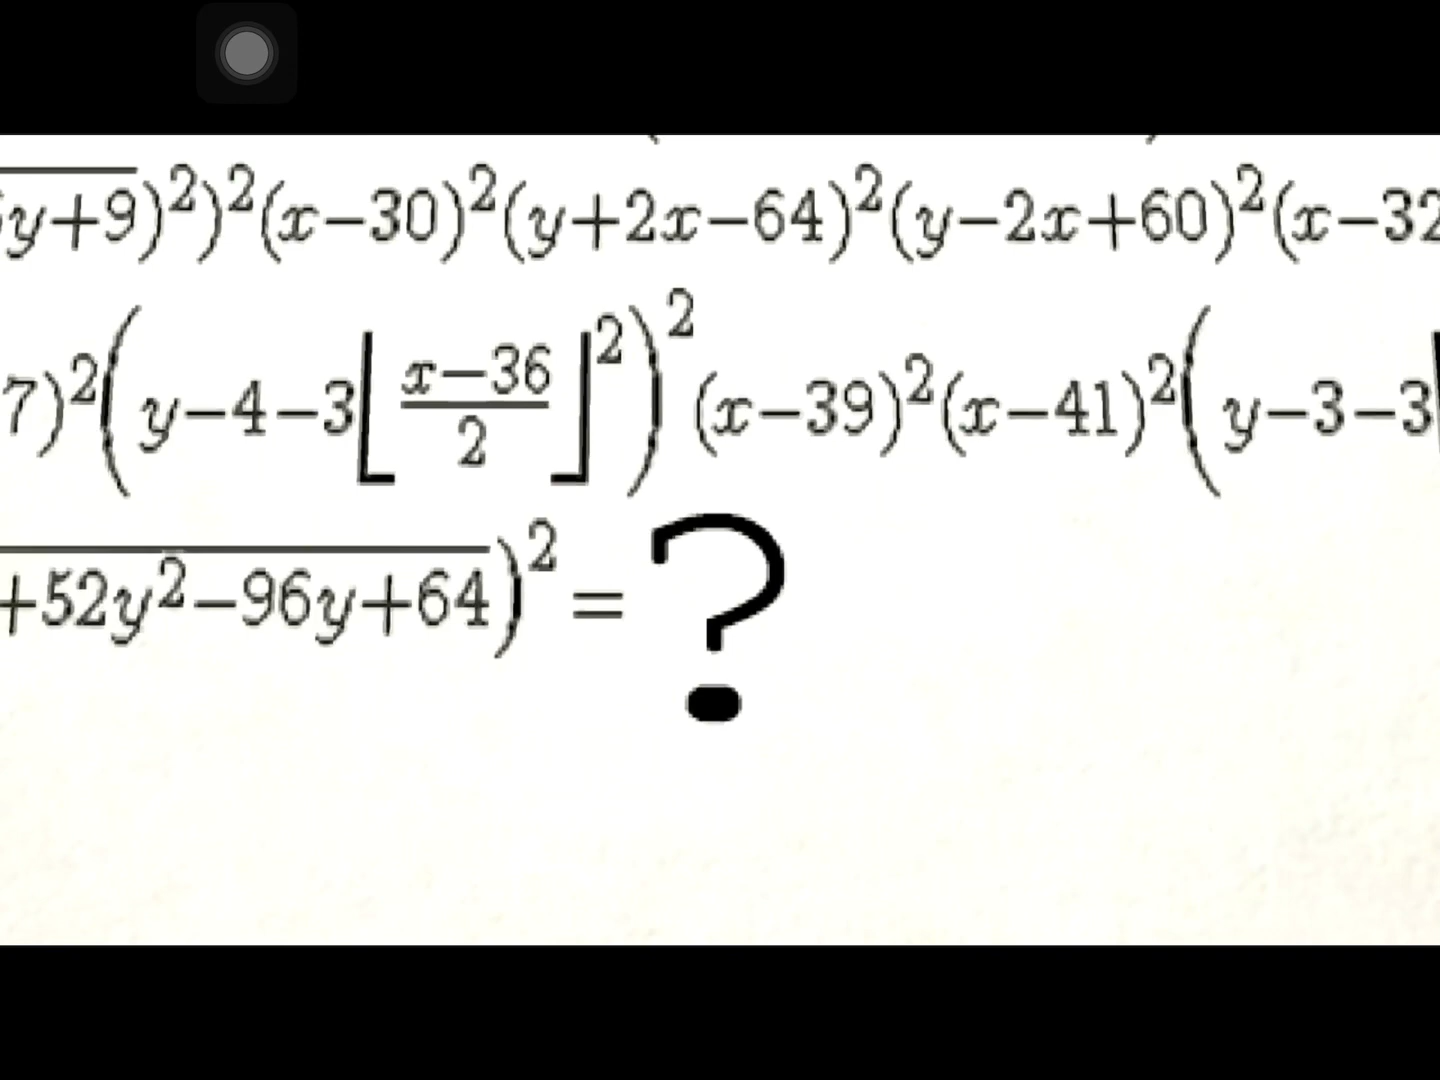 y+9)²)²(x−30)²(y+2x−64)²(y−2x+60)²(x−32
7)²(y−4−3⌊(x−36)/2⌋²)²(x−39)²(x−41)²(y−3−3
+52y²−96y+64)²=?